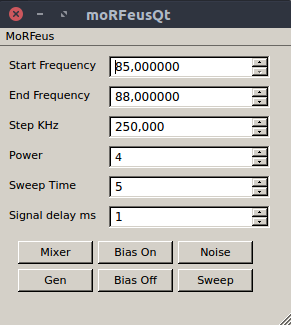 moRFeusQt
MoRFeus
Start Frequency 85,000000
End Frequency 88,000000
Step KHz 250,000
Power 4
Sweep Time 5
Signal delay ms 1
Mixer Bias On Noise
Gen Bias Off Sweep